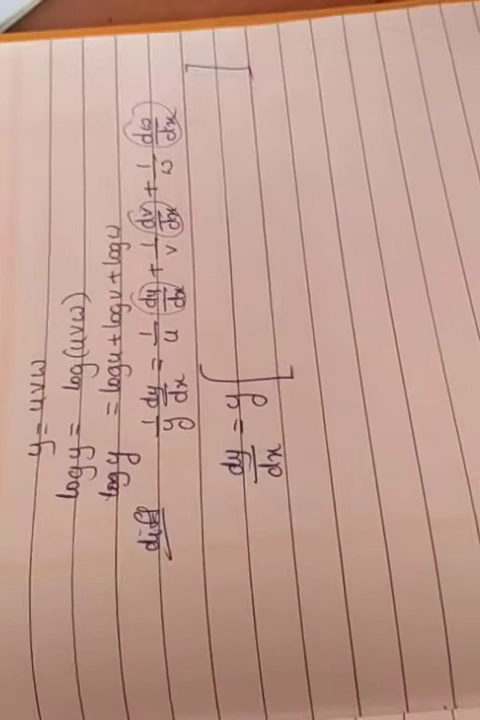 y = uvw
log y = log(uvw)
log y = log u + log v + log w
diff 1/y dy/dx = 1/u dy/dx + 1/v dv/dx + 1/w dw/dx
dy/dx = y [ ]